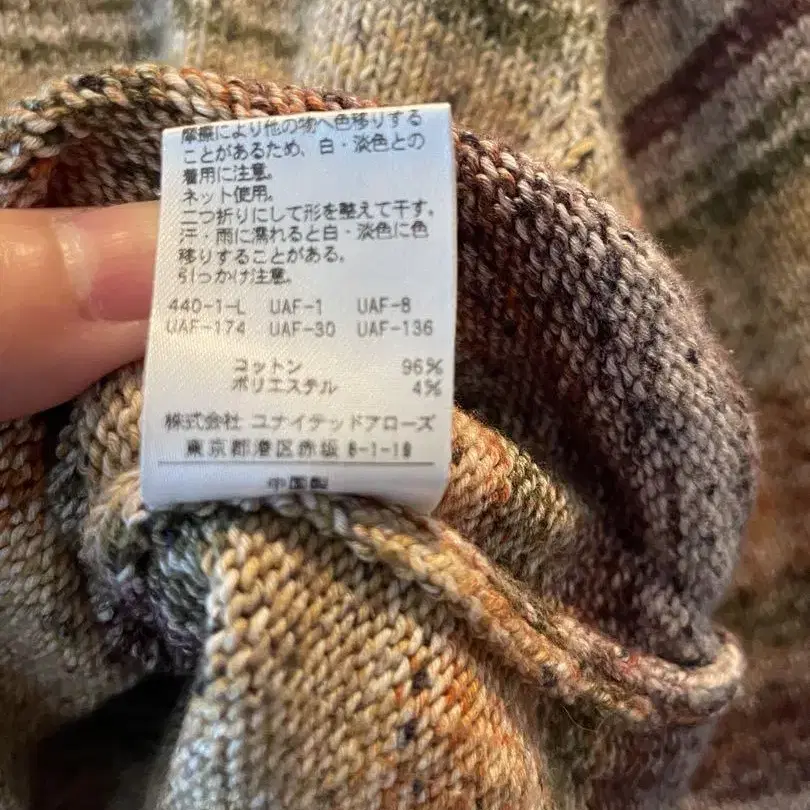 摩擦により他の物へ色移りする
ことがあるため、白・淡色との
着用に注意。
ネット使用。
二つ折りにして形を整えて干す。
汗・雨に濡れると白・淡色に色
移りすることがある。
引っかけ注意。
440-1-L UAF-1 UAF-8
UAF-174 UAF-30 UAF-136
コットン 96%
ポリエステル 4%
株式会社 ユナイテッドアローズ
東京都港区赤坂 8-1-19
中国製